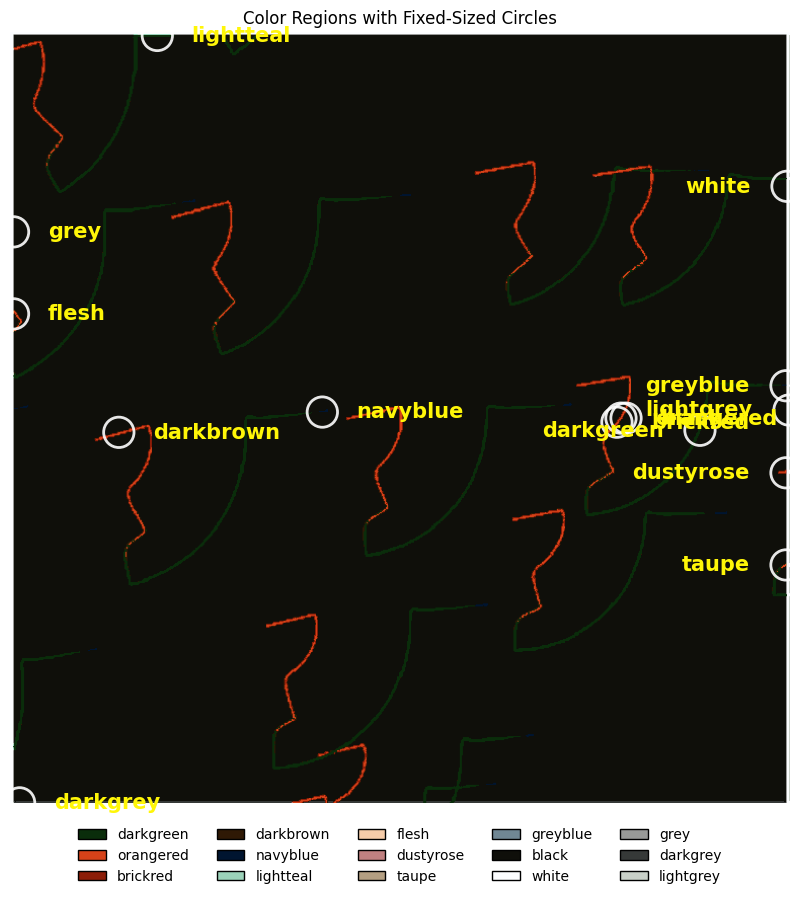 Color Regions with Fixed-Sized Circles
lightteal
white
grey
flesh
greyblue
lightgrey
navyblue
darkgreen
darkbrown
dustyrose
taupe
darkgrey
darkgreen darkbrown flesh greyblue grey
orangered navyblue dustyrose black darkgrey
brickred lightteal taupe white lightgrey